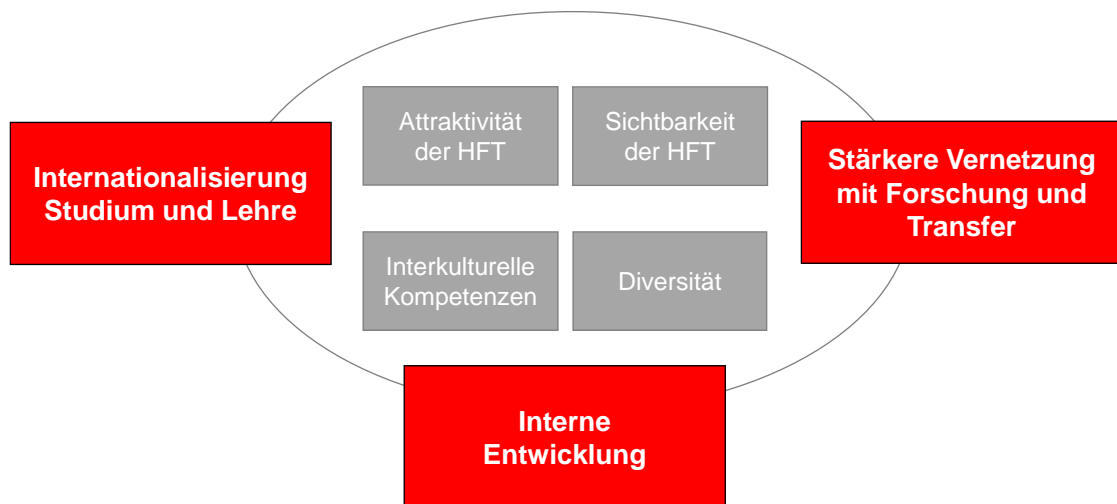 Attraktivität
der HFT
Sichtbarkeit
der HFT
Internationalisierung
Studium und Lehre
Stärkere Vernetzung
mit Forschung und
Transfer
Interkulturelle
Kompetenzen
Diversität
Interne
Entwicklung